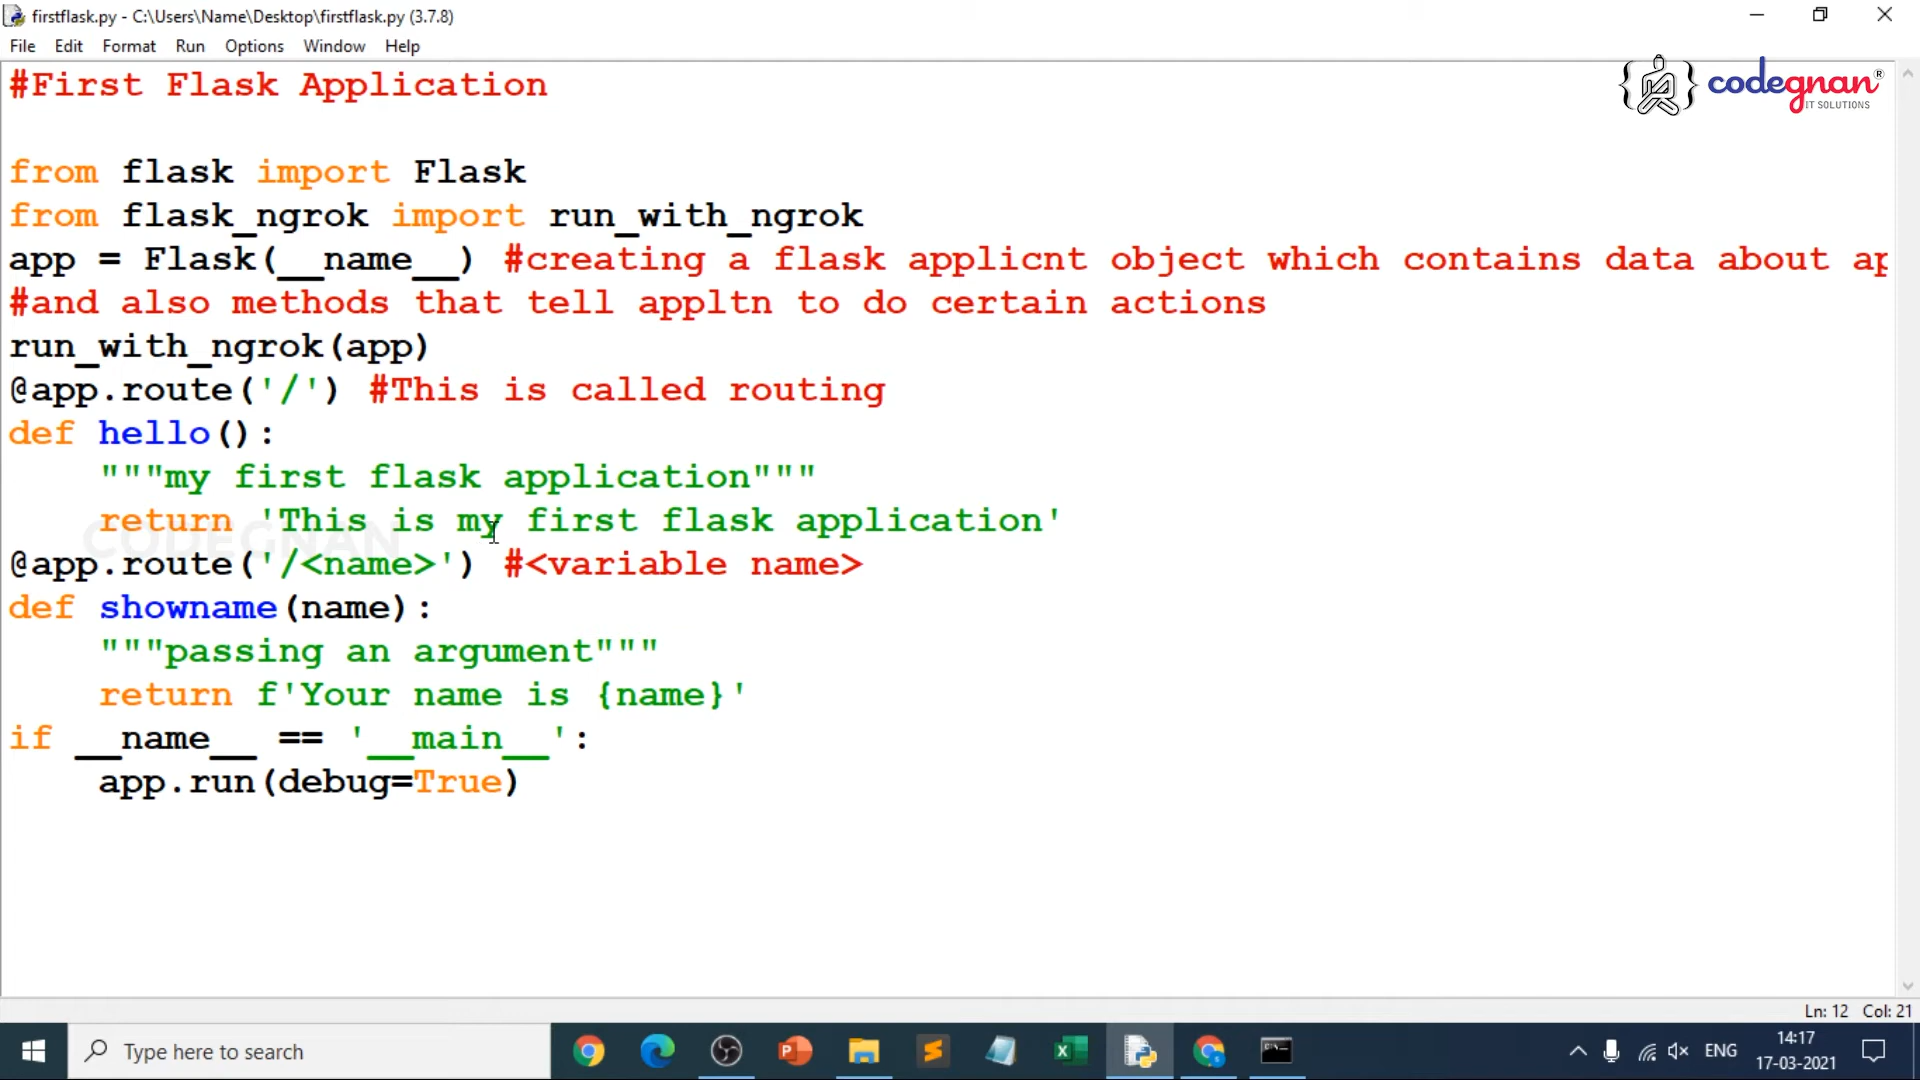 firstflask.py - C:\Users\Name\Desktop\firstflask.py (3.7.8)
File Edit Format Run Options Window Help
#First Flask Application
codegnan®
IT SOLUTIONS
from flask import Flask
from flask_ngrok import run_with_ngrok
app = Flask(__name__) #creating a flask applicnt object which contains data about ap
#and also methods that tell appltn to do certain actions
run_with_ngrok(app)
@app.route('/') #This is called routing
def hello():
    """my first flask application"""
    return 'This is my first flask application'
CODEGNAN
@app.route('/<name>') #<variable name>
def showname(name):
    """passing an argument"""
    return f'Your name is {name}'
if __name__ == '__main__':
    app.run(debug=True)
Ln: 12 Col: 21
Type here to search
ENG
14:17
17-03-2021